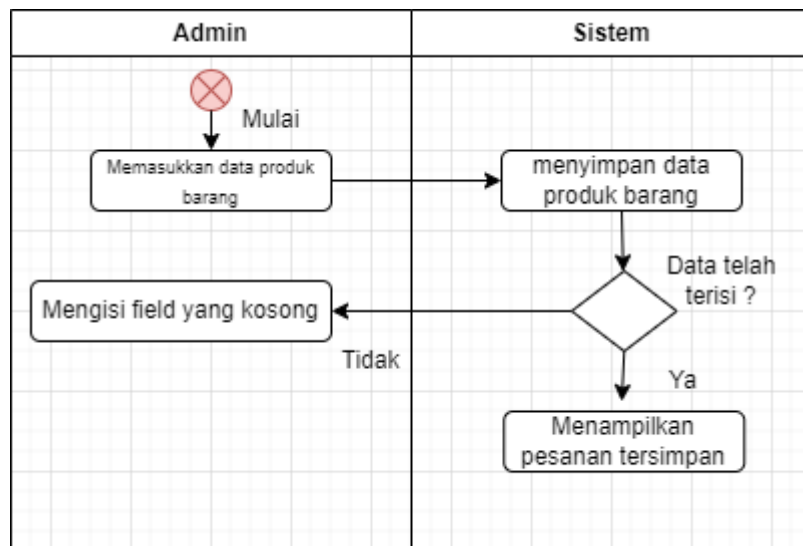 Admin
Sistem
Mulai
Memasukkan data produk
barang
menyimpan data
produk barang
Data telah
terisi ?
Mengisi field yang kosong
Tidak
Ya
Menampilkan
pesanan tersimpan